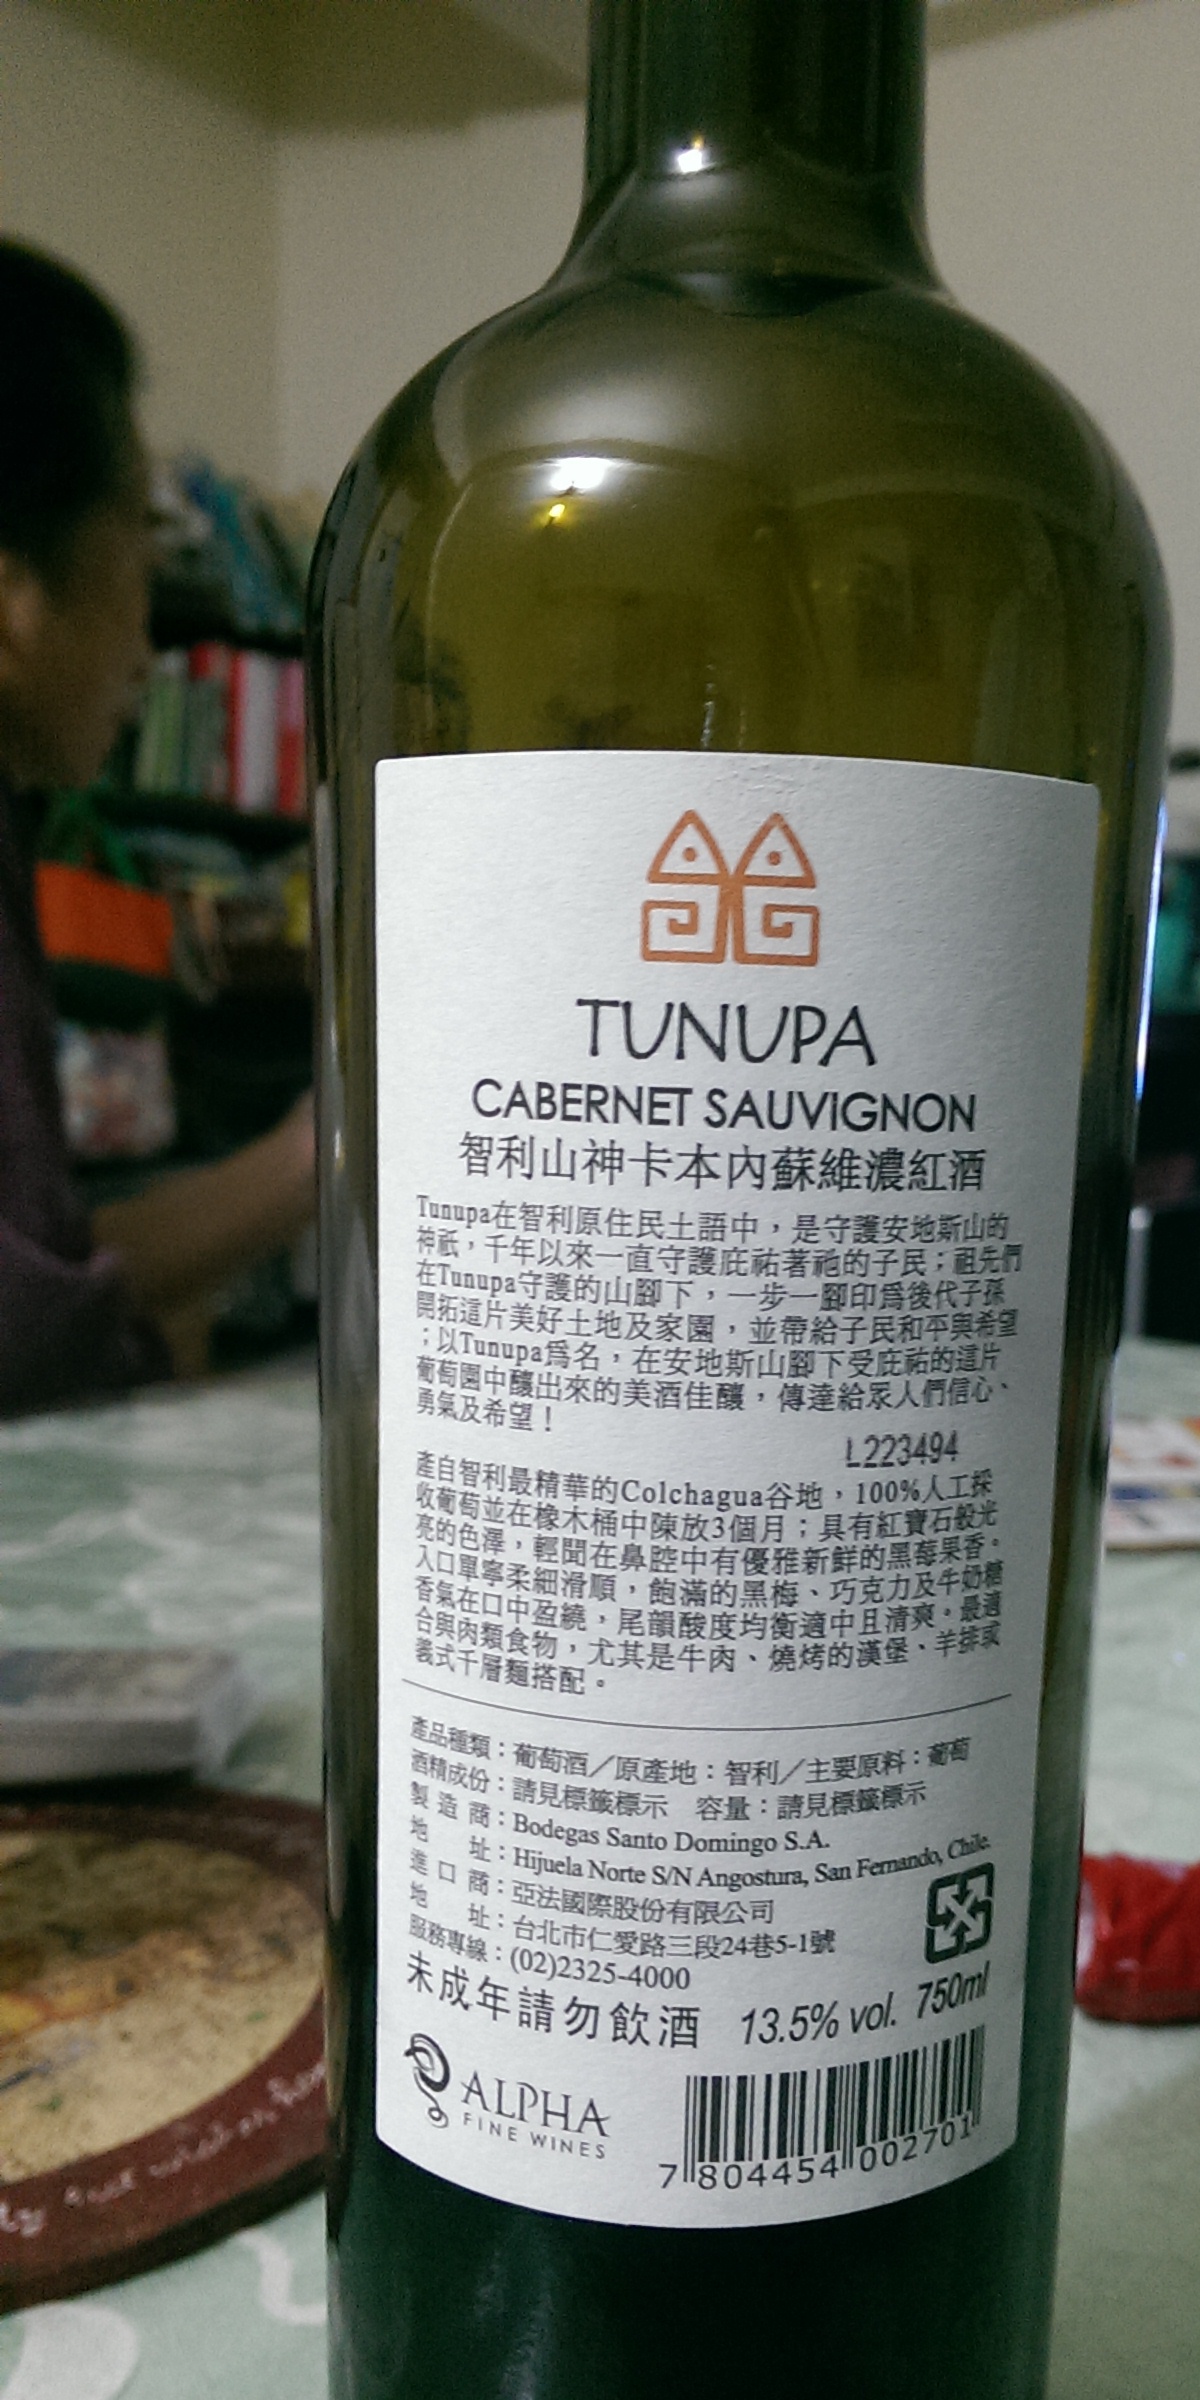 TUNUPA
CABERNET SAUVIGNON
智利山神卡本內蘇維濃紅酒
Tunupa在智利原住民土語中，是守護安地斯山的
神祇，千年以來一直守護庇祐著祂的子民；祖先們
在Tunupa守護的山腳下，一步一腳印為後代子孫
開拓這片美好土地及家園，並帶給子民和平與希望
；以Tunupa為名，在安地斯山腳下受庇祐的這片
葡萄園中釀出來的美酒佳釀，傳達給眾人們信心、
勇氣及希望！
L223494
產自智利最精華的Colchagua谷地，100%人工採
收葡萄並在橡木桶中陳放3個月；具有紅寶石般光
亮的色澤，輕聞在鼻腔中有優雅新鮮的黑莓果香。
入口單寧柔細滑順，飽滿的黑梅、巧克力及牛奶糖
香氣在口中盈繞，尾韻酸度均衡適中且清爽。最適
合與肉類食物，尤其是牛肉、燒烤的漢堡、羊排或
義式千層麵搭配。
產品種類：葡萄酒／原產地：智利／主要原料：葡萄
酒精成份：請見標籤標示 容量：請見標籤標示
製造商：Bodegas Santo Domingo S.A.
地址：Hijuela Norte S/N Angostura, San Fernando, Chile.
進口商：亞法國際股份有限公司
地址：台北市仁愛路三段24巷5-1號
服務專線：(02)2325-4000
未成年請勿飲酒 13.5% vol. 750ml
ALPHA
FINE WINES
7 804454 002701